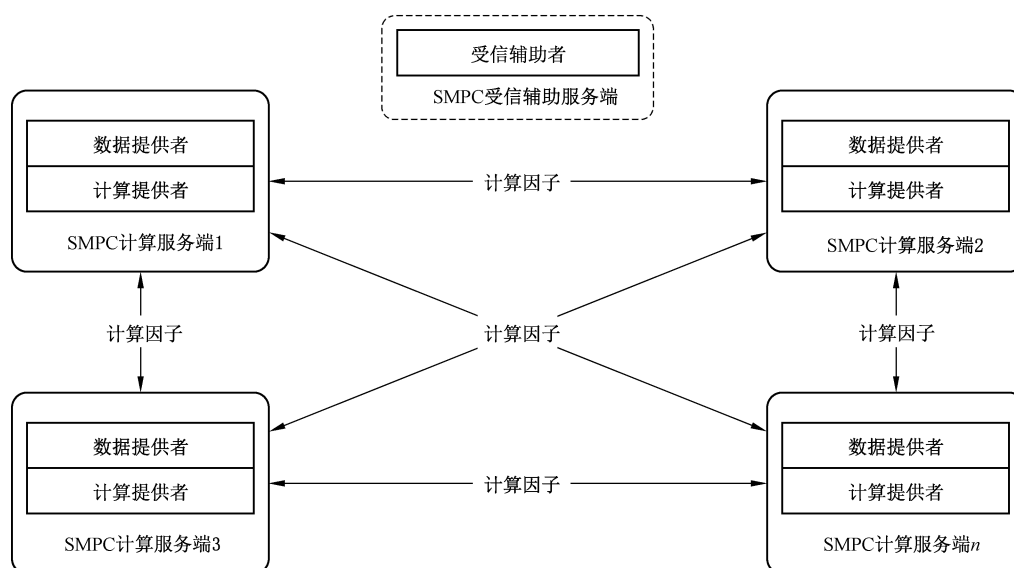 受信辅助者
SMPC受信辅助服务端
数据提供者
计算提供者
SMPC计算服务端1
计算因子
数据提供者
计算提供者
SMPC计算服务端2
计算因子
计算因子
计算因子
数据提供者
计算提供者
SMPC计算服务端3
计算因子
数据提供者
计算提供者
SMPC计算服务端n